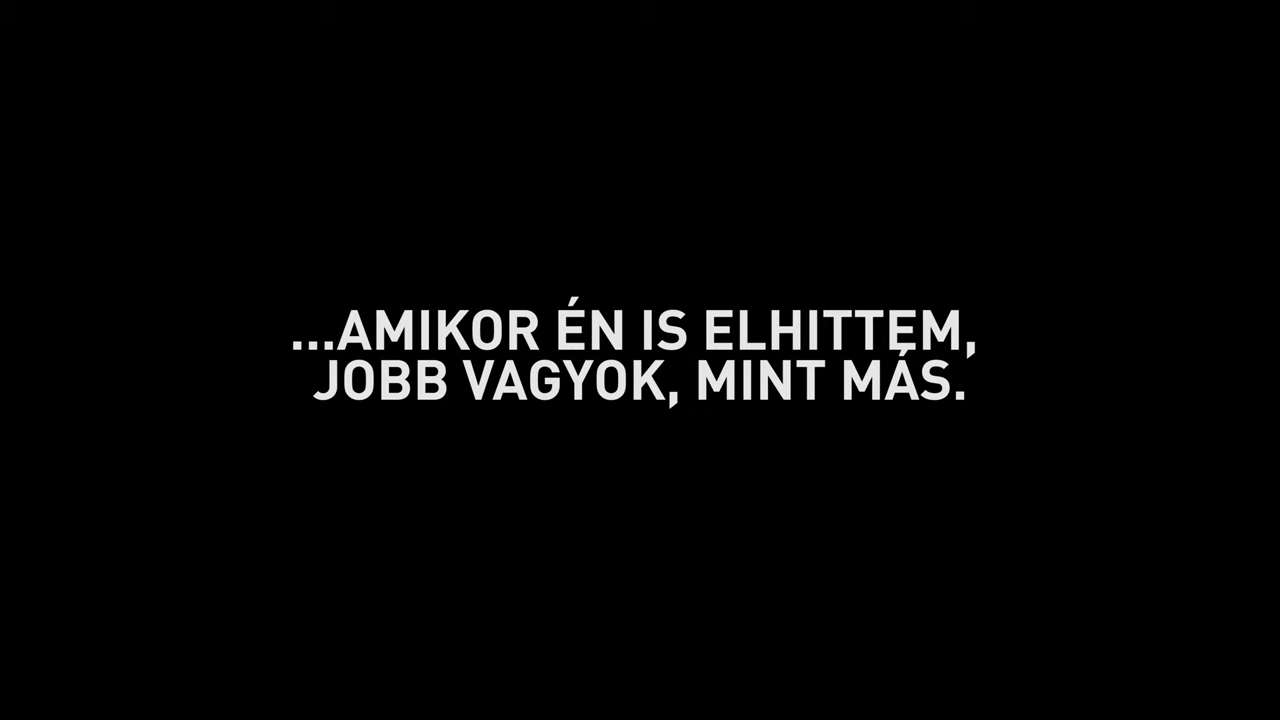 ...AMIKOR ÉN IS ELHITTEM,
JOBB VAGYOK, MINT MÁS.